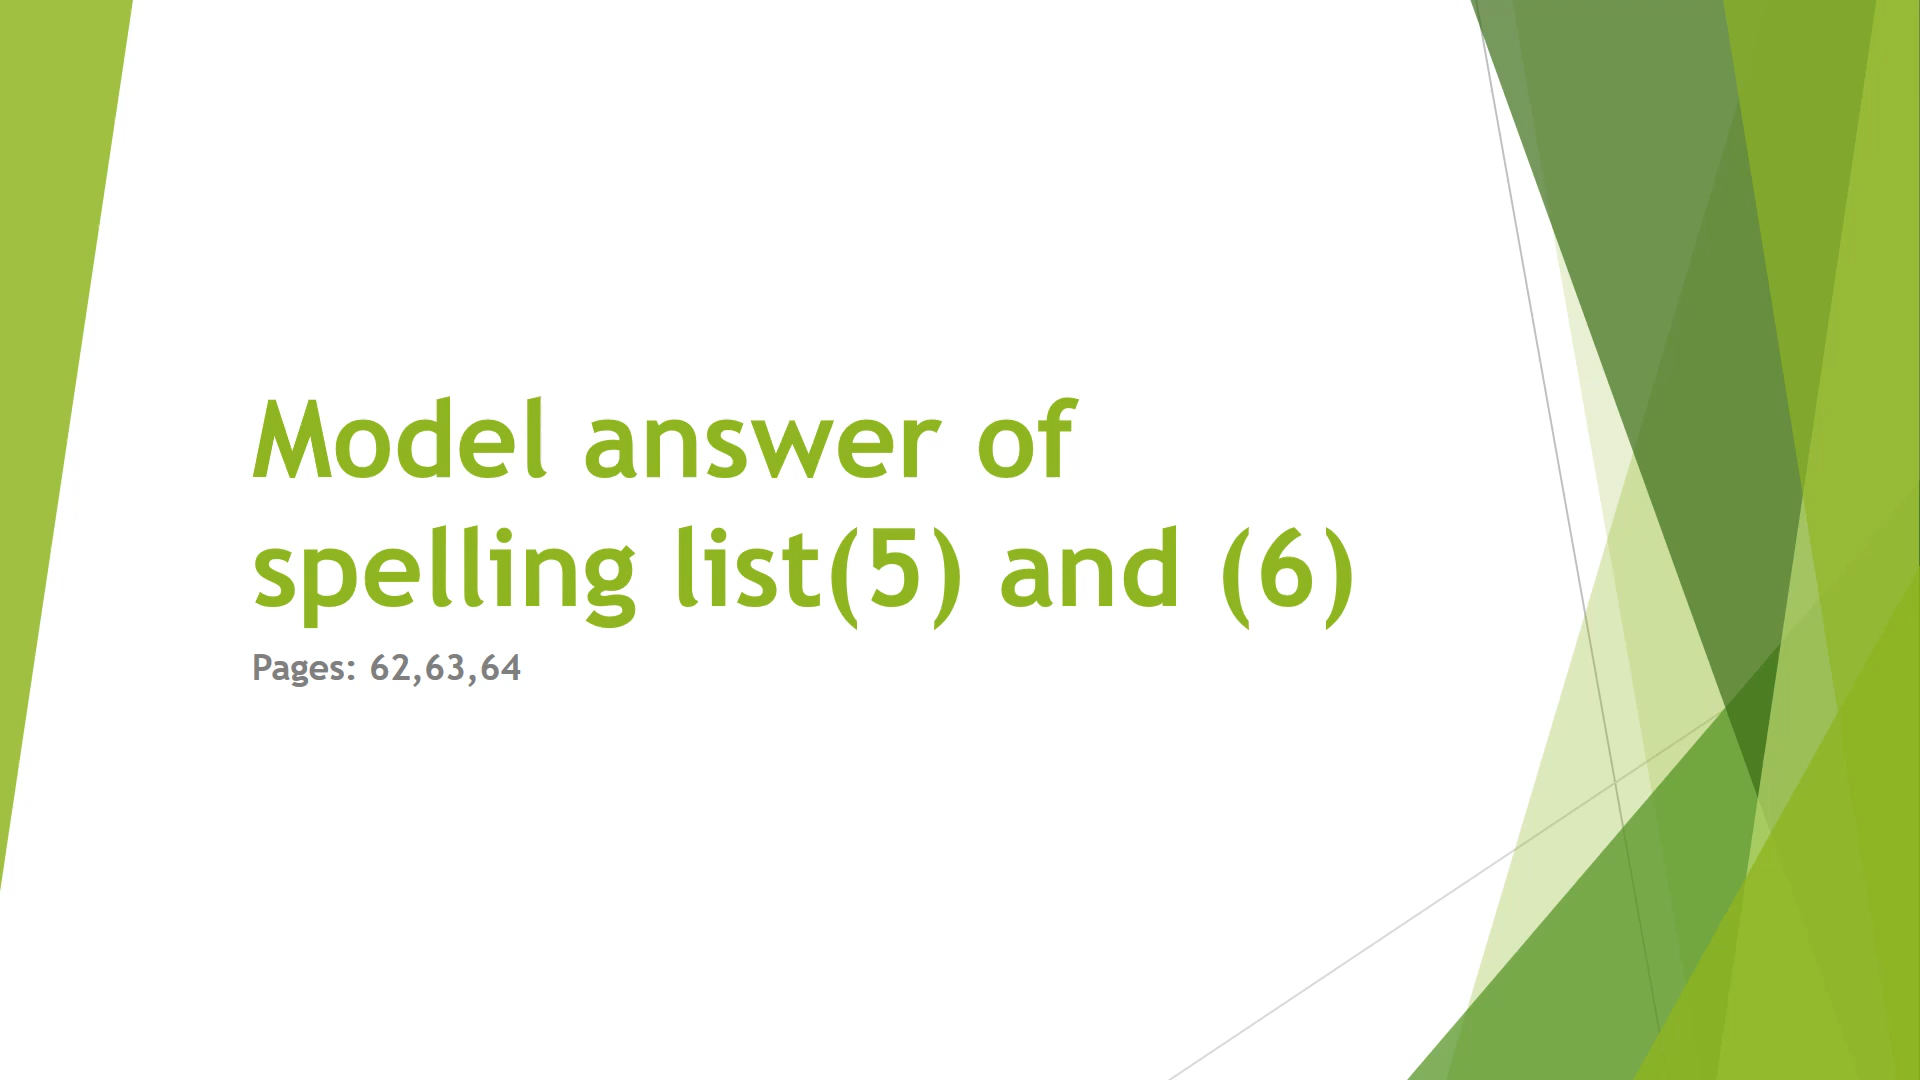 Model answer of
spelling list(5) and (6)
Pages: 62,63,64